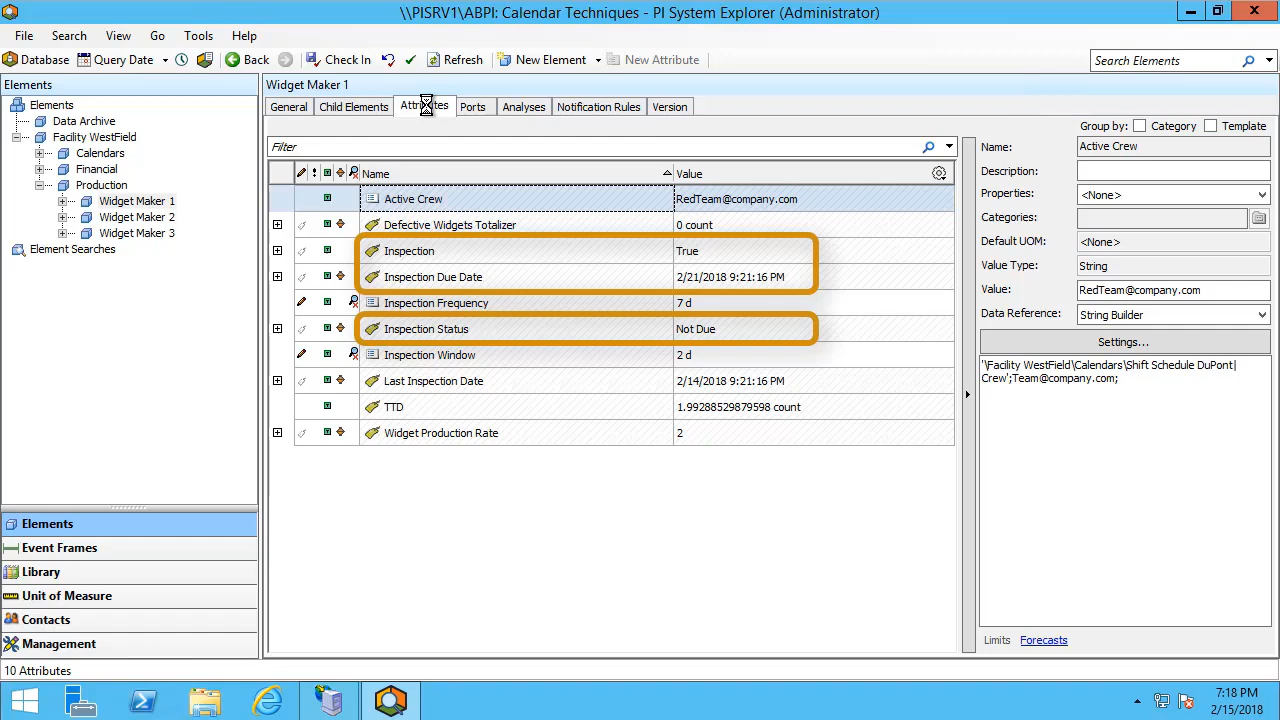 \\PISRV1\ABPI: Calendar Techniques - PI System Explorer (Administrator)
File Search View Go Tools Help
Database Query Date Back Check In Refresh New Element New Attribute Search Elements
Elements
Elements
Data Archive
Facility WestField
Calendars
Financial
Production
Widget Maker 1
Widget Maker 2
Widget Maker 3
Element Searches
Elements
Event Frames
Library
Unit of Measure
Contacts
Management
Widget Maker 1
General Child Elements Attributes Ports Analyses Notification Rules Version
Group by: Category Template
Filter
Name Value
Active Crew RedTeam@company.com
Defective Widgets Totalizer 0 count
Inspection True
Inspection Due Date 2/21/2018 9:21:16 PM
Inspection Frequency 7 d
Inspection Status Not Due
Inspection Window 2 d
Last Inspection Date 2/14/2018 9:21:16 PM
TTD 1.99288529879598 count
Widget Production Rate 2
Name: Active Crew
Description:
Properties: <None>
Categories:
Default UOM: <None>
Value Type: String
Value: RedTeam@company.com
Data Reference: String Builder
Settings...
'\Facility WestField\Calendars\Shift Schedule DuPont|
Crew';Team@company.com;
Limits Forecasts
10 Attributes
7:18 PM
2/15/2018